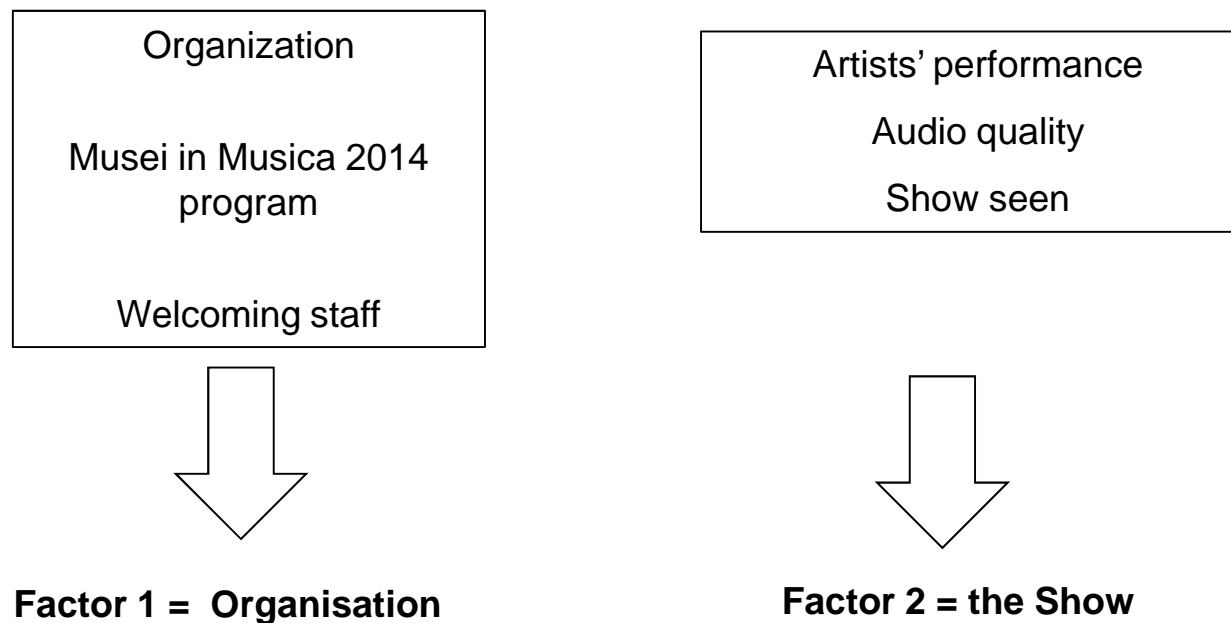 Organization
Musei in Musica 2014
program
Welcoming staff
Factor 1 = Organisation
Artists’ performance
Audio quality
Show seen
Factor 2 = the Show